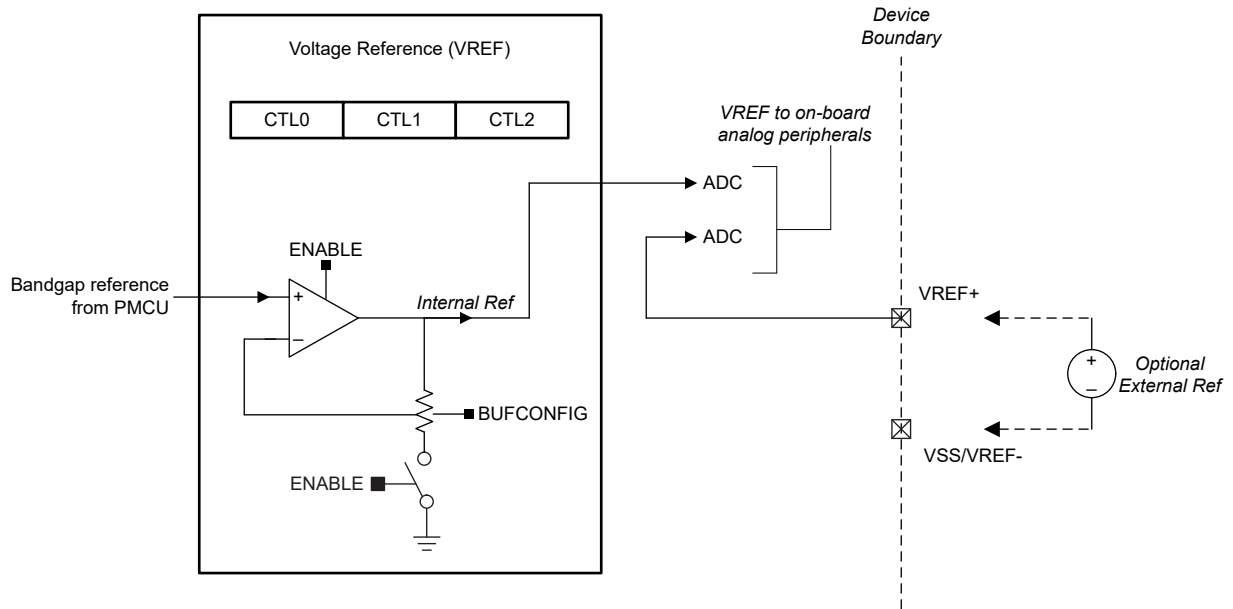 Device
Boundary
Voltage Reference (VREF)
CTL0 CTL1 CTL2
VREF to on-board
analog peripherals
ADC
ADC
ENABLE
Bandgap reference
from PMCU
+
–
Internal Ref
VREF+
+
–
Optional
External Ref
BUFCONFIG
VSS/VREF-
ENABLE